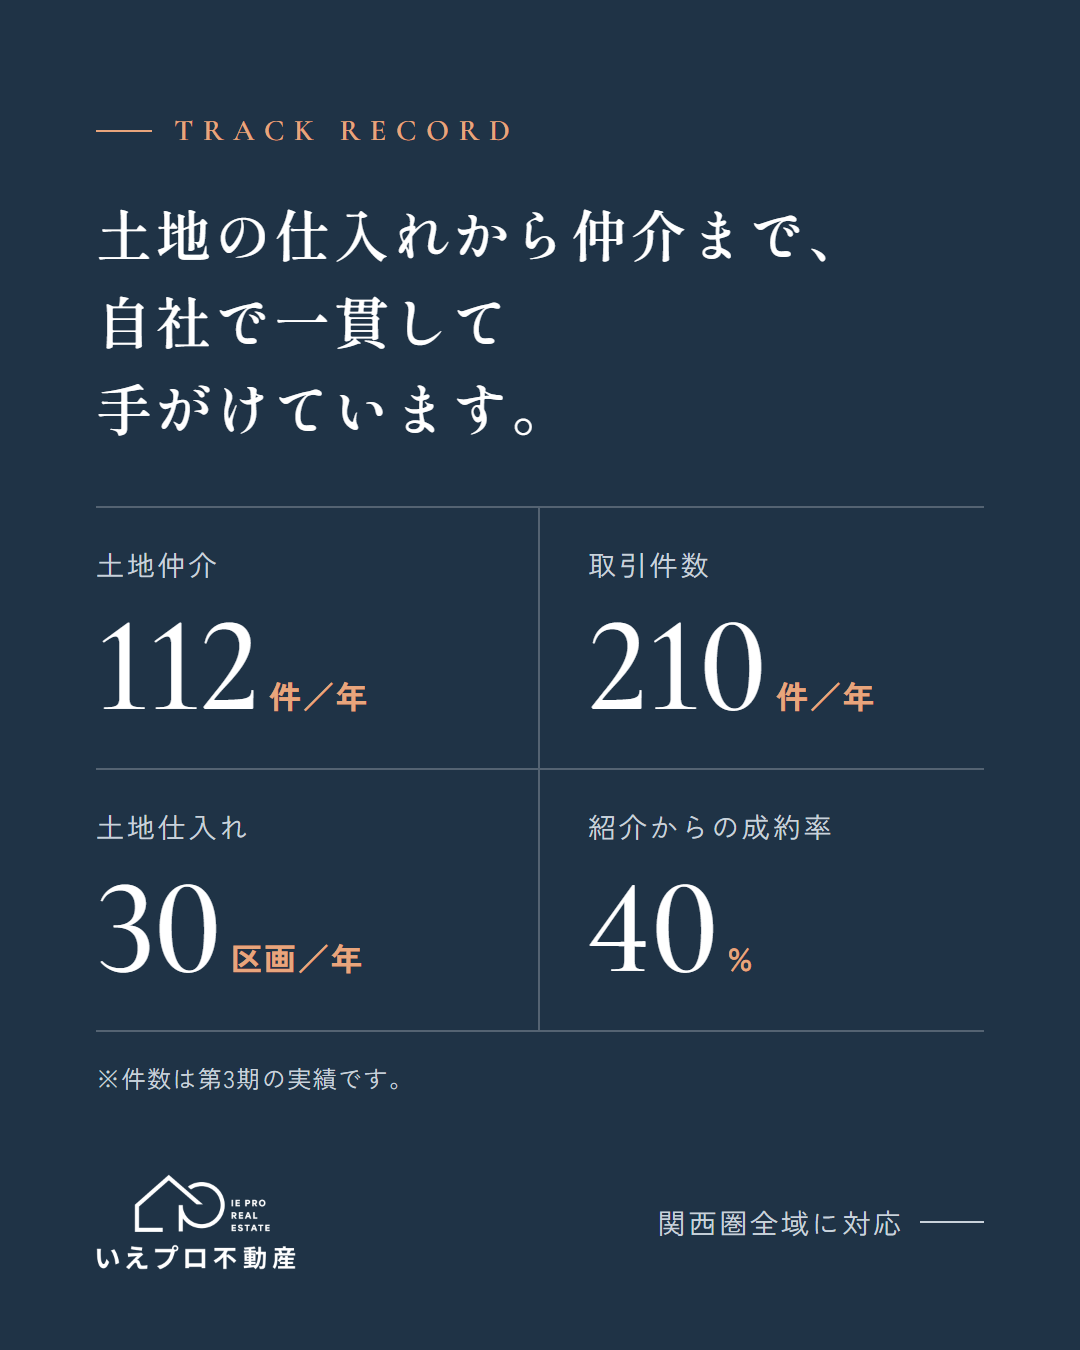 TRACK RECORD
土地の仕入れから仲介まで、
自社で一貫して
手がけています。
土地仲介
112件／年
取引件数
210件／年
土地仕入れ
30区画／年
紹介からの成約率
40%
※件数は第3期の実績です。
IE PRO
REAL
ESTATE
いえプロ不動産
関西圏全域に対応